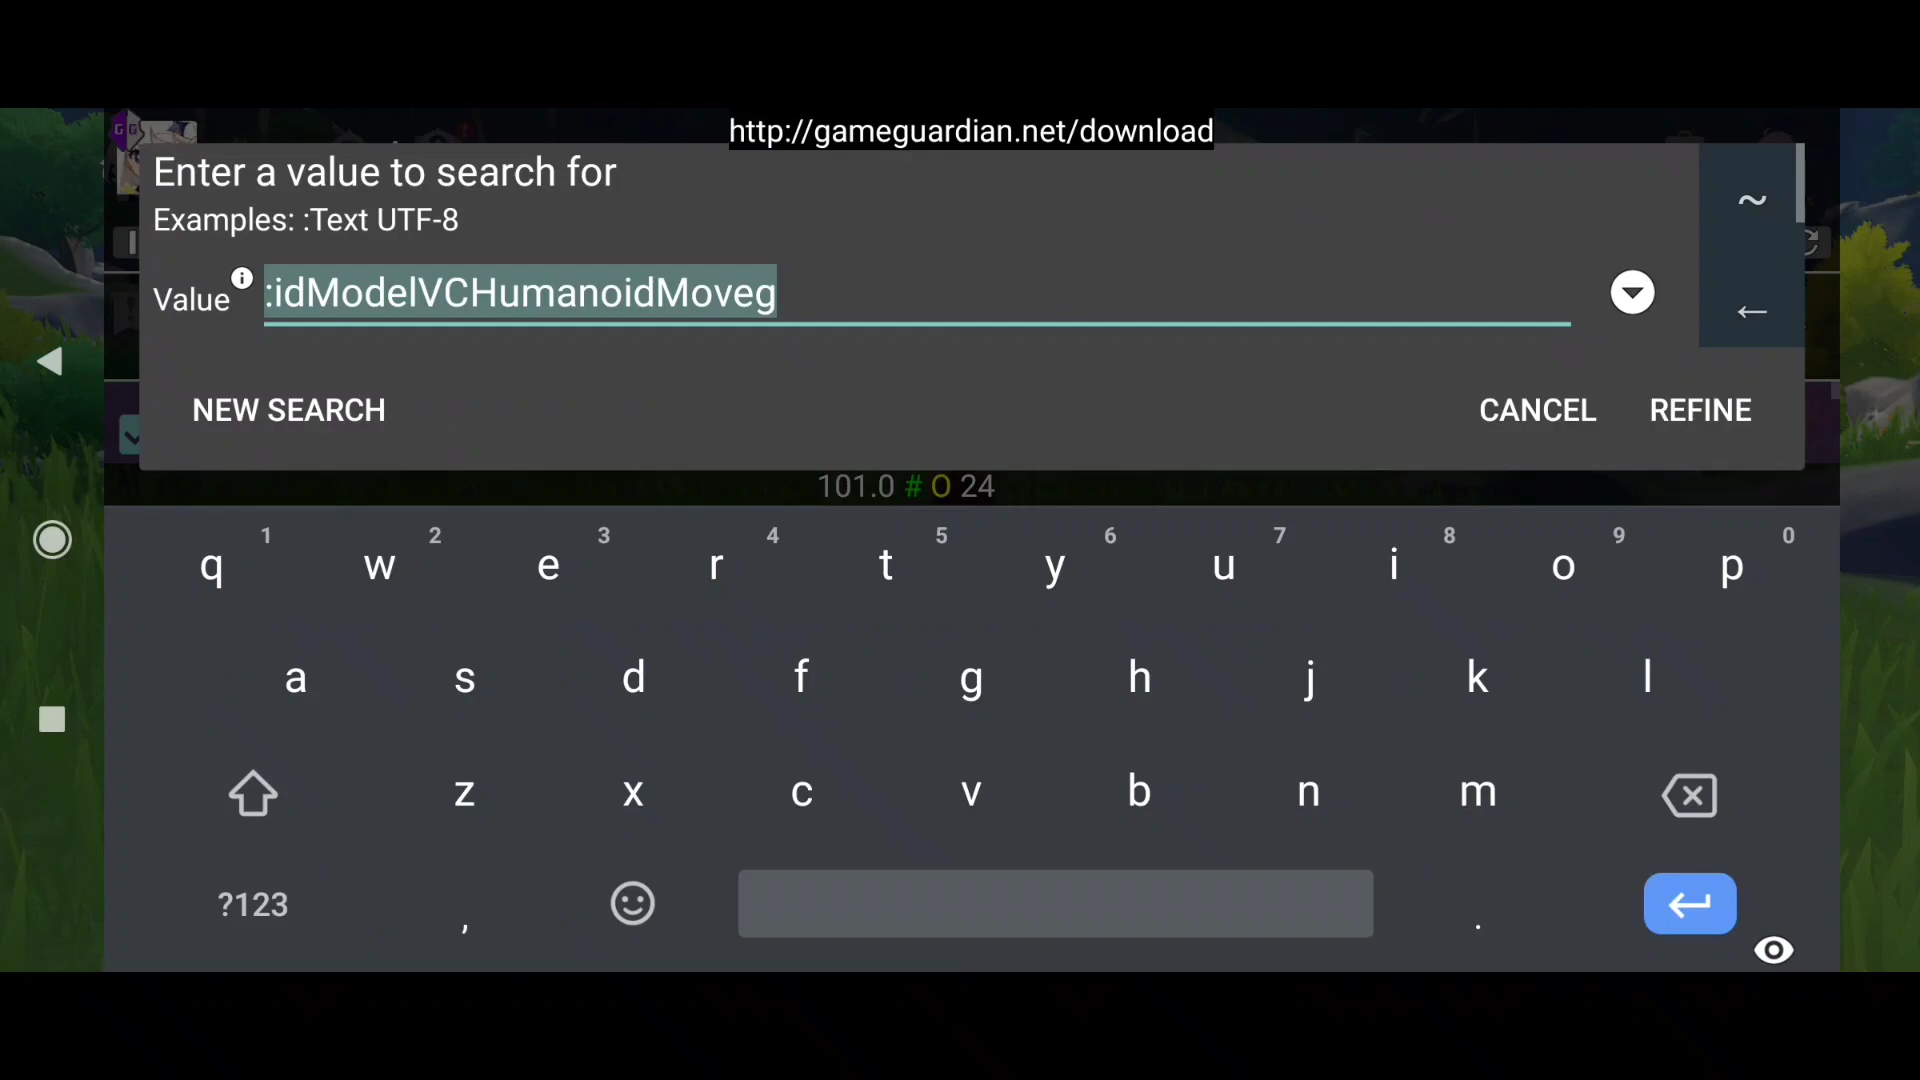 http://gameguardian.net/download
Enter a value to search for
Examples: :Text UTF-8
Value :idModelVCHumanoidMoveg
~
←
NEW SEARCH CANCEL REFINE
101.0 # O 24
1 2 3 4 5 6 7 8 9 0
q w e r t y u i o p
a s d f g h j k l
z x c v b n m
?123 , .